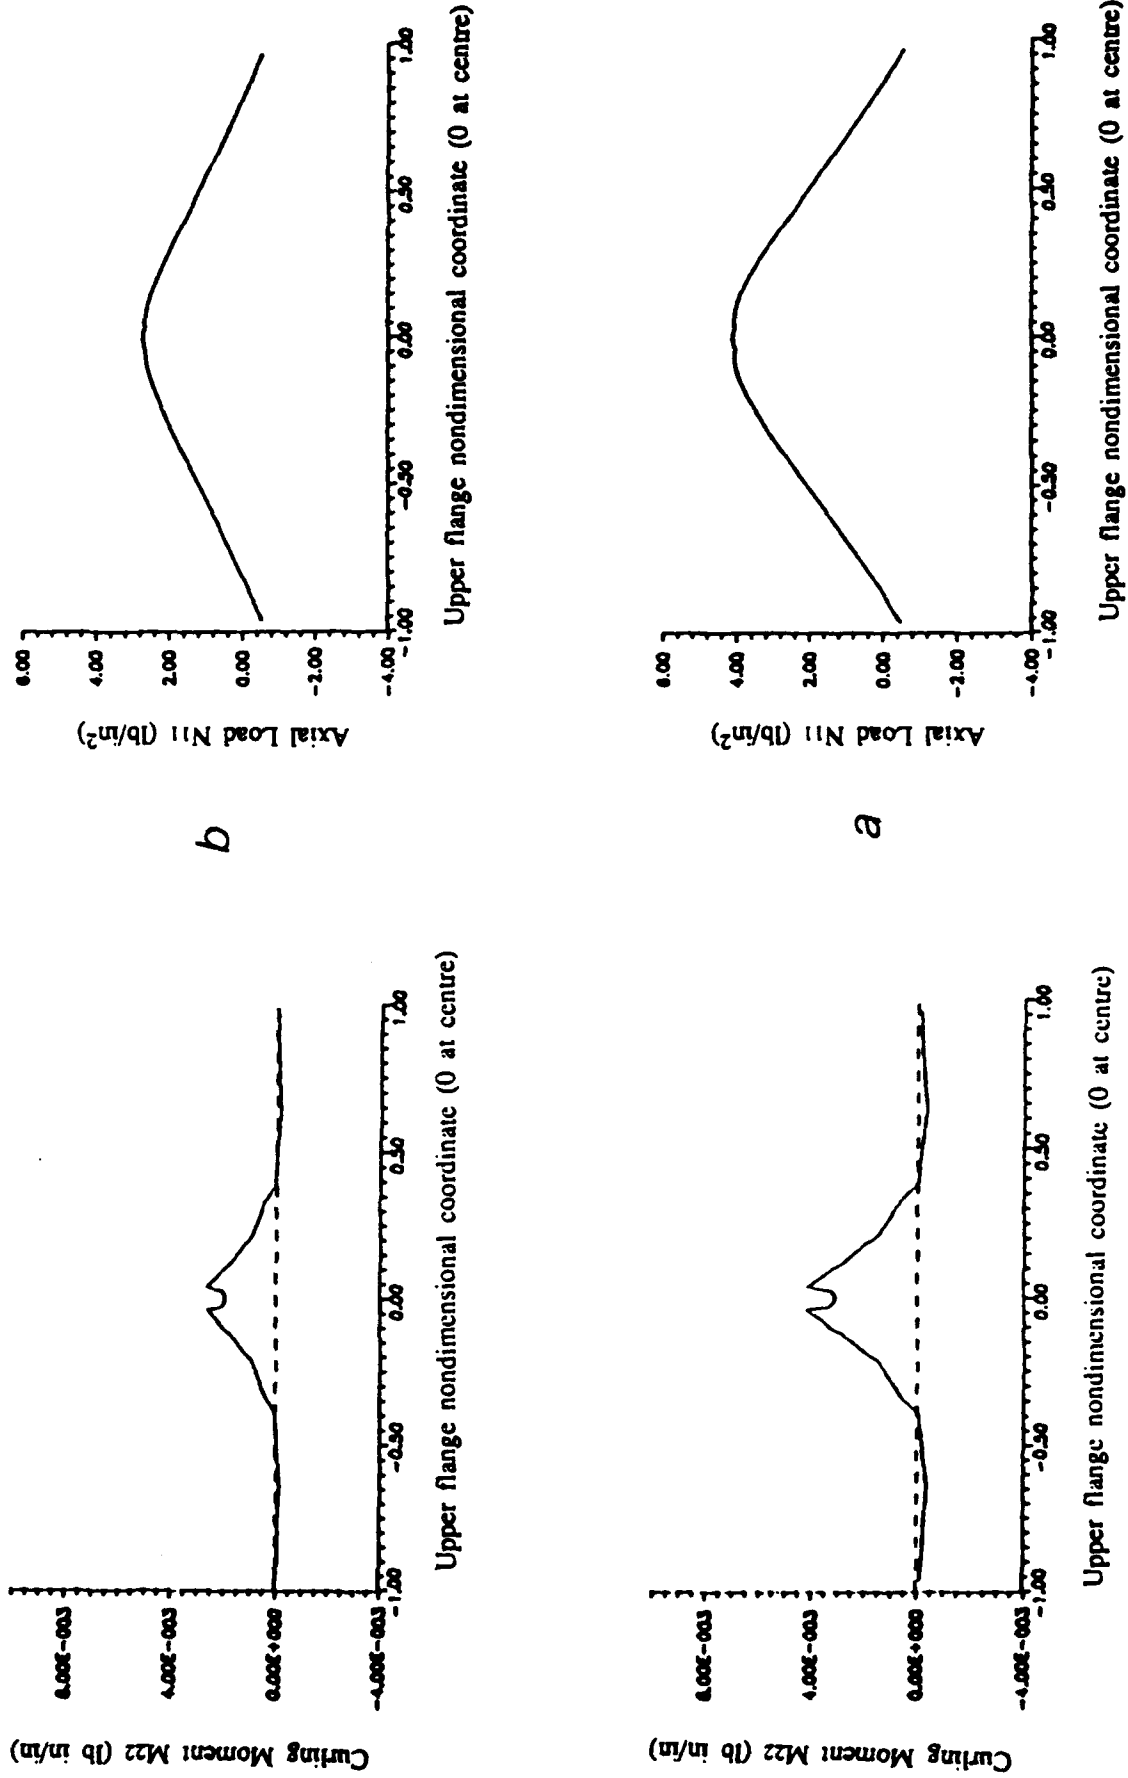 Axial Load N11 (lb/in2)
6.00
4.00
2.00
0.00
-2.00
-4.00
-1.00
-0.50
0.00
0.50
1.00
Upper flange nondimensional coordinate (0 at centre)
b
Curling Moment M22 (lb in/in)
8.00E-003
4.00E-003
0.00E+000
-4.00E-003
-1.00
-0.50
0.00
0.50
1.00
Upper flange nondimensional coordinate (0 at centre)
Axial Load N11 (lb/in2)
6.00
4.00
2.00
0.00
-2.00
-4.00
-1.00
-0.50
0.00
0.50
1.00
Upper flange nondimensional coordinate (0 at centre)
a
Curling Moment M22 (lb in/in)
8.00E-003
4.00E-003
0.00E+000
-4.00E-003
-1.00
-0.50
0.00
0.50
1.00
Upper flange nondimensional coordinate (0 at centre)